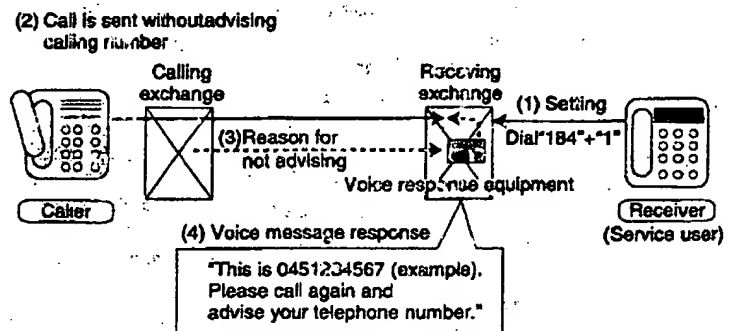 (2) Call is sent without advising
calling number
Calling
exchange
Receiving
exchange
(1) Setting
Dial"184"+"1"
(3) Reason for
not advising
Voice response equipment
Caller
Receiver
(Service user)
(4) Voice message response
"This is 0451234567 (example).
Please call again and
advise your telephone number."